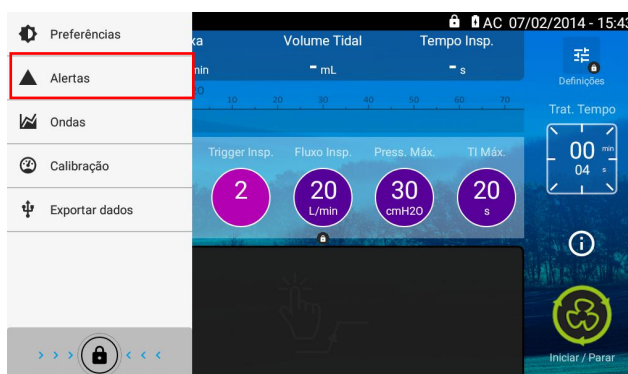 AC 07/02/2014 - 15:43
Preferências
Alertas
Ondas
Calibração
Exportar dados
xa Volume Tidal Tempo Insp.
min - mL - s
20 10 20 30 40 50 60 70
Trigger Insp. Fluxo Insp. Press. Máx. TI Máx.
2 20 30 20
L/min cmH2O s
Definições
Trat. Tempo
00 min
04 s
Iniciar / Parar